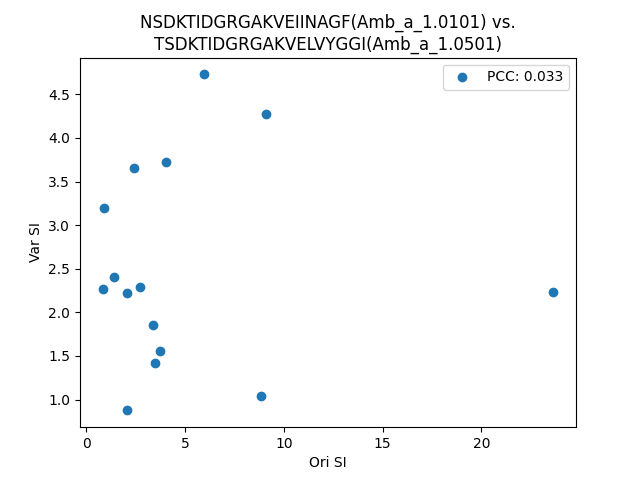 NSDKTIDGRGAKVEIINAGF(Amb_a_1.0101) vs.
TSDKTIDGRGAKVELVYGGI(Amb_a_1.0501)
PCC: 0.033
4.5
4.0
3.5
3.0
2.5
2.0
1.5
1.0
Var SI
0 5 10 15 20
Ori SI